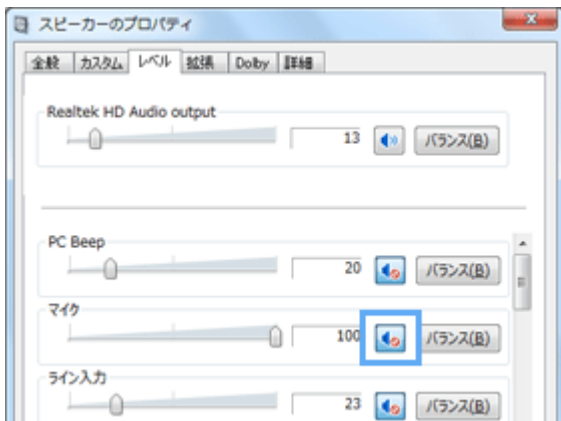 スピーカーのプロパティ
全般 カスタム レベル 拡張 Dolby 詳細
Realtek HD Audio output
13 バランス(B)
PC Beep
20 バランス(B)
マイク
100 バランス(B)
ライン入力
23 バランス(B)